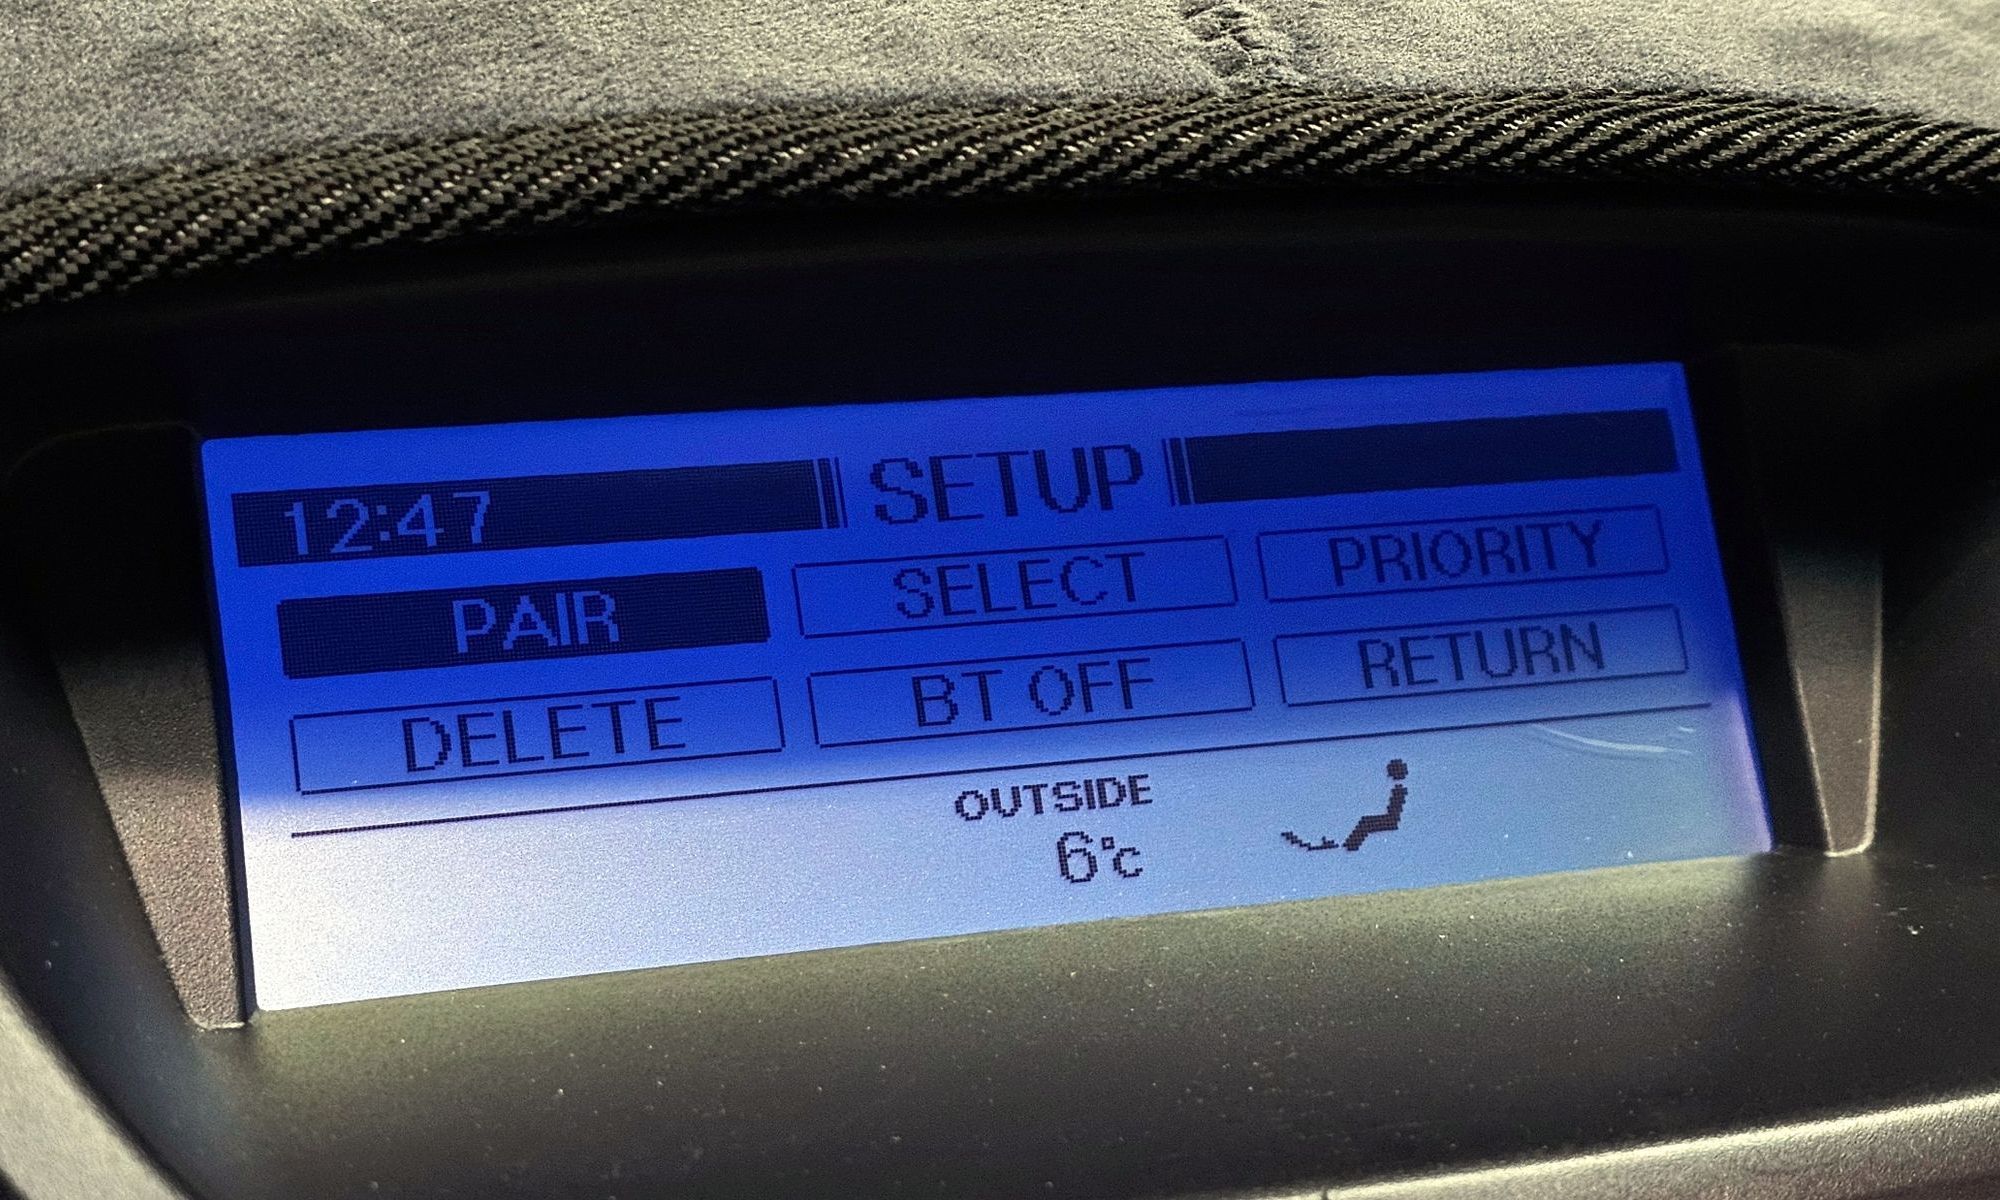 12:47 SETUP
PAIR SELECT PRIORITY
DELETE BT OFF RETURN
OUTSIDE
6°C